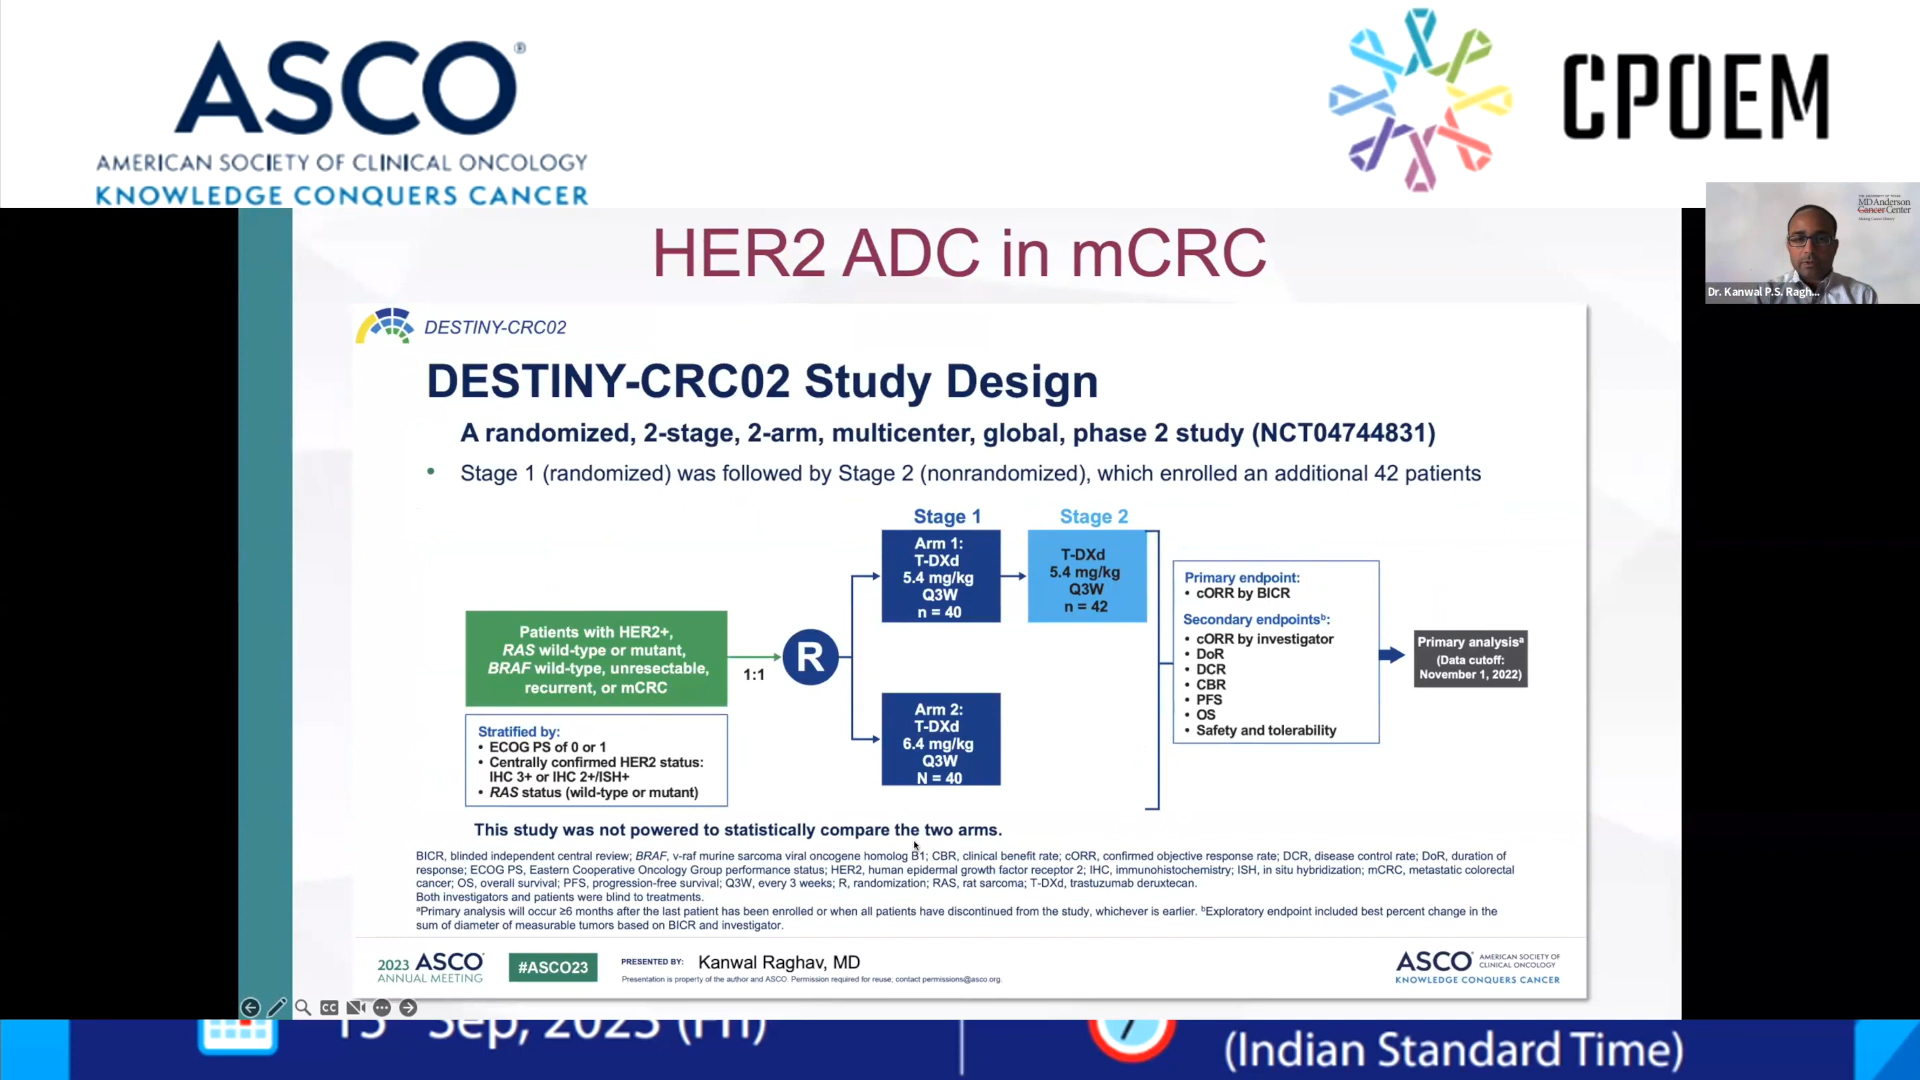 ASCO®
AMERICAN SOCIETY OF CLINICAL ONCOLOGY
KNOWLEDGE CONQUERS CANCER
CPOEM
MD Anderson
Cancer Center
Dr. Kanwal P.S. Ragh...
HER2 ADC in mCRC
DESTINY-CRC02
DESTINY-CRC02 Study Design
A randomized, 2-stage, 2-arm, multicenter, global, phase 2 study (NCT04744831)
• Stage 1 (randomized) was followed by Stage 2 (nonrandomized), which enrolled an additional 42 patients
Patients with HER2+,
RAS wild-type or mutant,
BRAF wild-type, unresectable,
recurrent, or mCRC
Stratified by:
• ECOG PS of 0 or 1
• Centrally confirmed HER2 status:
IHC 3+ or IHC 2+/ISH+
• RAS status (wild-type or mutant)
1:1
R
Stage 1
Arm 1:
T-DXd
5.4 mg/kg
Q3W
n = 40
Arm 2:
T-DXd
6.4 mg/kg
Q3W
N = 40
Stage 2
T-DXd
5.4 mg/kg
Q3W
n = 42
Primary endpoint:
• cORR by BICR
Secondary endpointsᵇ:
• cORR by investigator
• DoR
• DCR
• CBR
• PFS
• OS
• Safety and tolerability
Primary analysisᵃ
(Data cutoff:
November 1, 2022)
This study was not powered to statistically compare the two arms.
BICR, blinded independent central review; BRAF, v-raf murine sarcoma viral oncogene homolog B1; CBR, clinical benefit rate; cORR, confirmed objective response rate; DCR, disease control rate; DoR, duration of
response; ECOG PS, Eastern Cooperative Oncology Group performance status; HER2, human epidermal growth factor receptor 2; IHC, immunohistochemistry; ISH, in situ hybridization; mCRC, metastatic colorectal
cancer; OS, overall survival; PFS, progression-free survival; Q3W, every 3 weeks; R, randomization; RAS, rat sarcoma; T-DXd, trastuzumab deruxtecan.
Both investigators and patients were blind to treatments.
ᵃPrimary analysis will occur ≥6 months after the last patient has been enrolled or when all patients have discontinued from the study, whichever is earlier. ᵇExploratory endpoint included best percent change in the
sum of diameter of measurable tumors based on BICR and investigator.
2023 ASCO®
ANNUAL MEETING
#ASCO23
PRESENTED BY: Kanwal Raghav, MD
Presentation is property of the author and ASCO. Permission required for reuse; contact permissions@asco.org.
ASCO® AMERICAN SOCIETY OF
CLINICAL ONCOLOGY
KNOWLEDGE CONQUERS CANCER
CC
15 Sep, 2023 (Fri)
(Indian Standard Time)